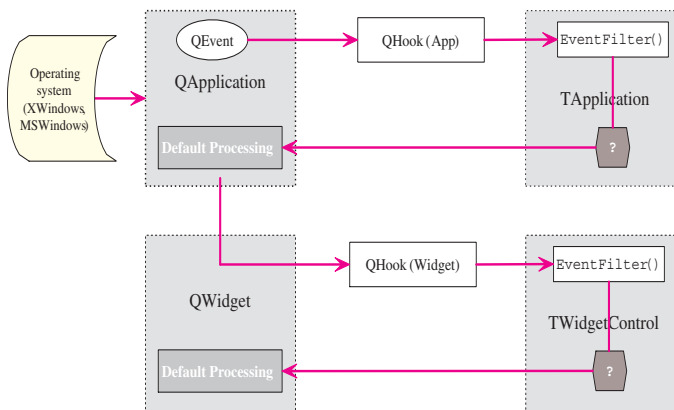 QEvent
QHook (App)
EventFilter()
Operating
system
(XWindows,
MSWindows)
QApplication
TApplication
Default Processing
?
QHook (Widget)
EventFilter()
QWidget
TWidgetControl
Default Processing
?